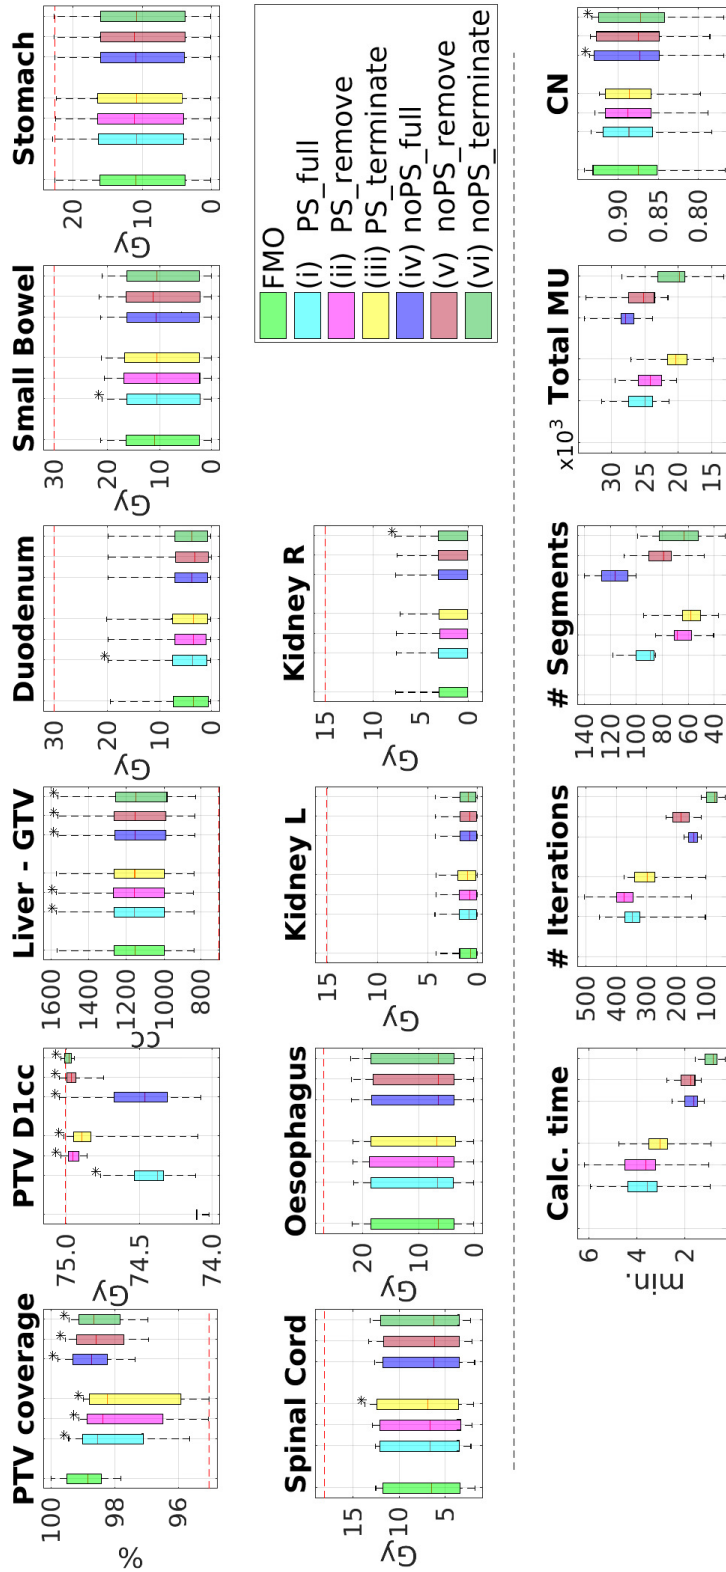 PTV coverage
100
98
96
%
PTV D1cc
75.0
74.5
74.0
Gy
Liver - GTV
1600
1400
1200
1000
800
cc
Duodenum
30
20
10
0
Gy
Small Bowel
30
20
10
0
Gy
Stomach
20
10
0
Gy
Spinal Cord
15
10
5
Gy
Oesophagus
20
10
0
Gy
Kidney L
15
10
5
0
Gy
Kidney R
15
10
5
0
Gy
FMO
(i) PS_full
(ii) PS_remove
(iii) PS_terminate
(iv) noPS_full
(v) noPS_remove
(vi) noPS_terminate
Calc. time
6
4
2
min.
# Iterations
500
400
300
200
100
# Segments
140
120
100
80
60
40
x10³ Total MU
30
25
20
15
CN
0.90
0.85
0.80